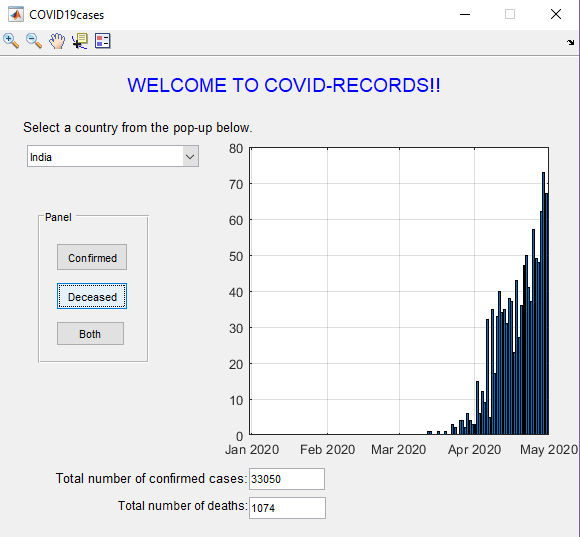 COVID19cases
WELCOME TO COVID-RECORDS!!
Select a country from the pop-up below.
India
Panel
Confirmed
Deceased
Both
80
70
60
50
40
30
20
10
0
Jan 2020 Feb 2020 Mar 2020 Apr 2020 May 2020
Total number of confirmed cases: 33050
Total number of deaths: 1074